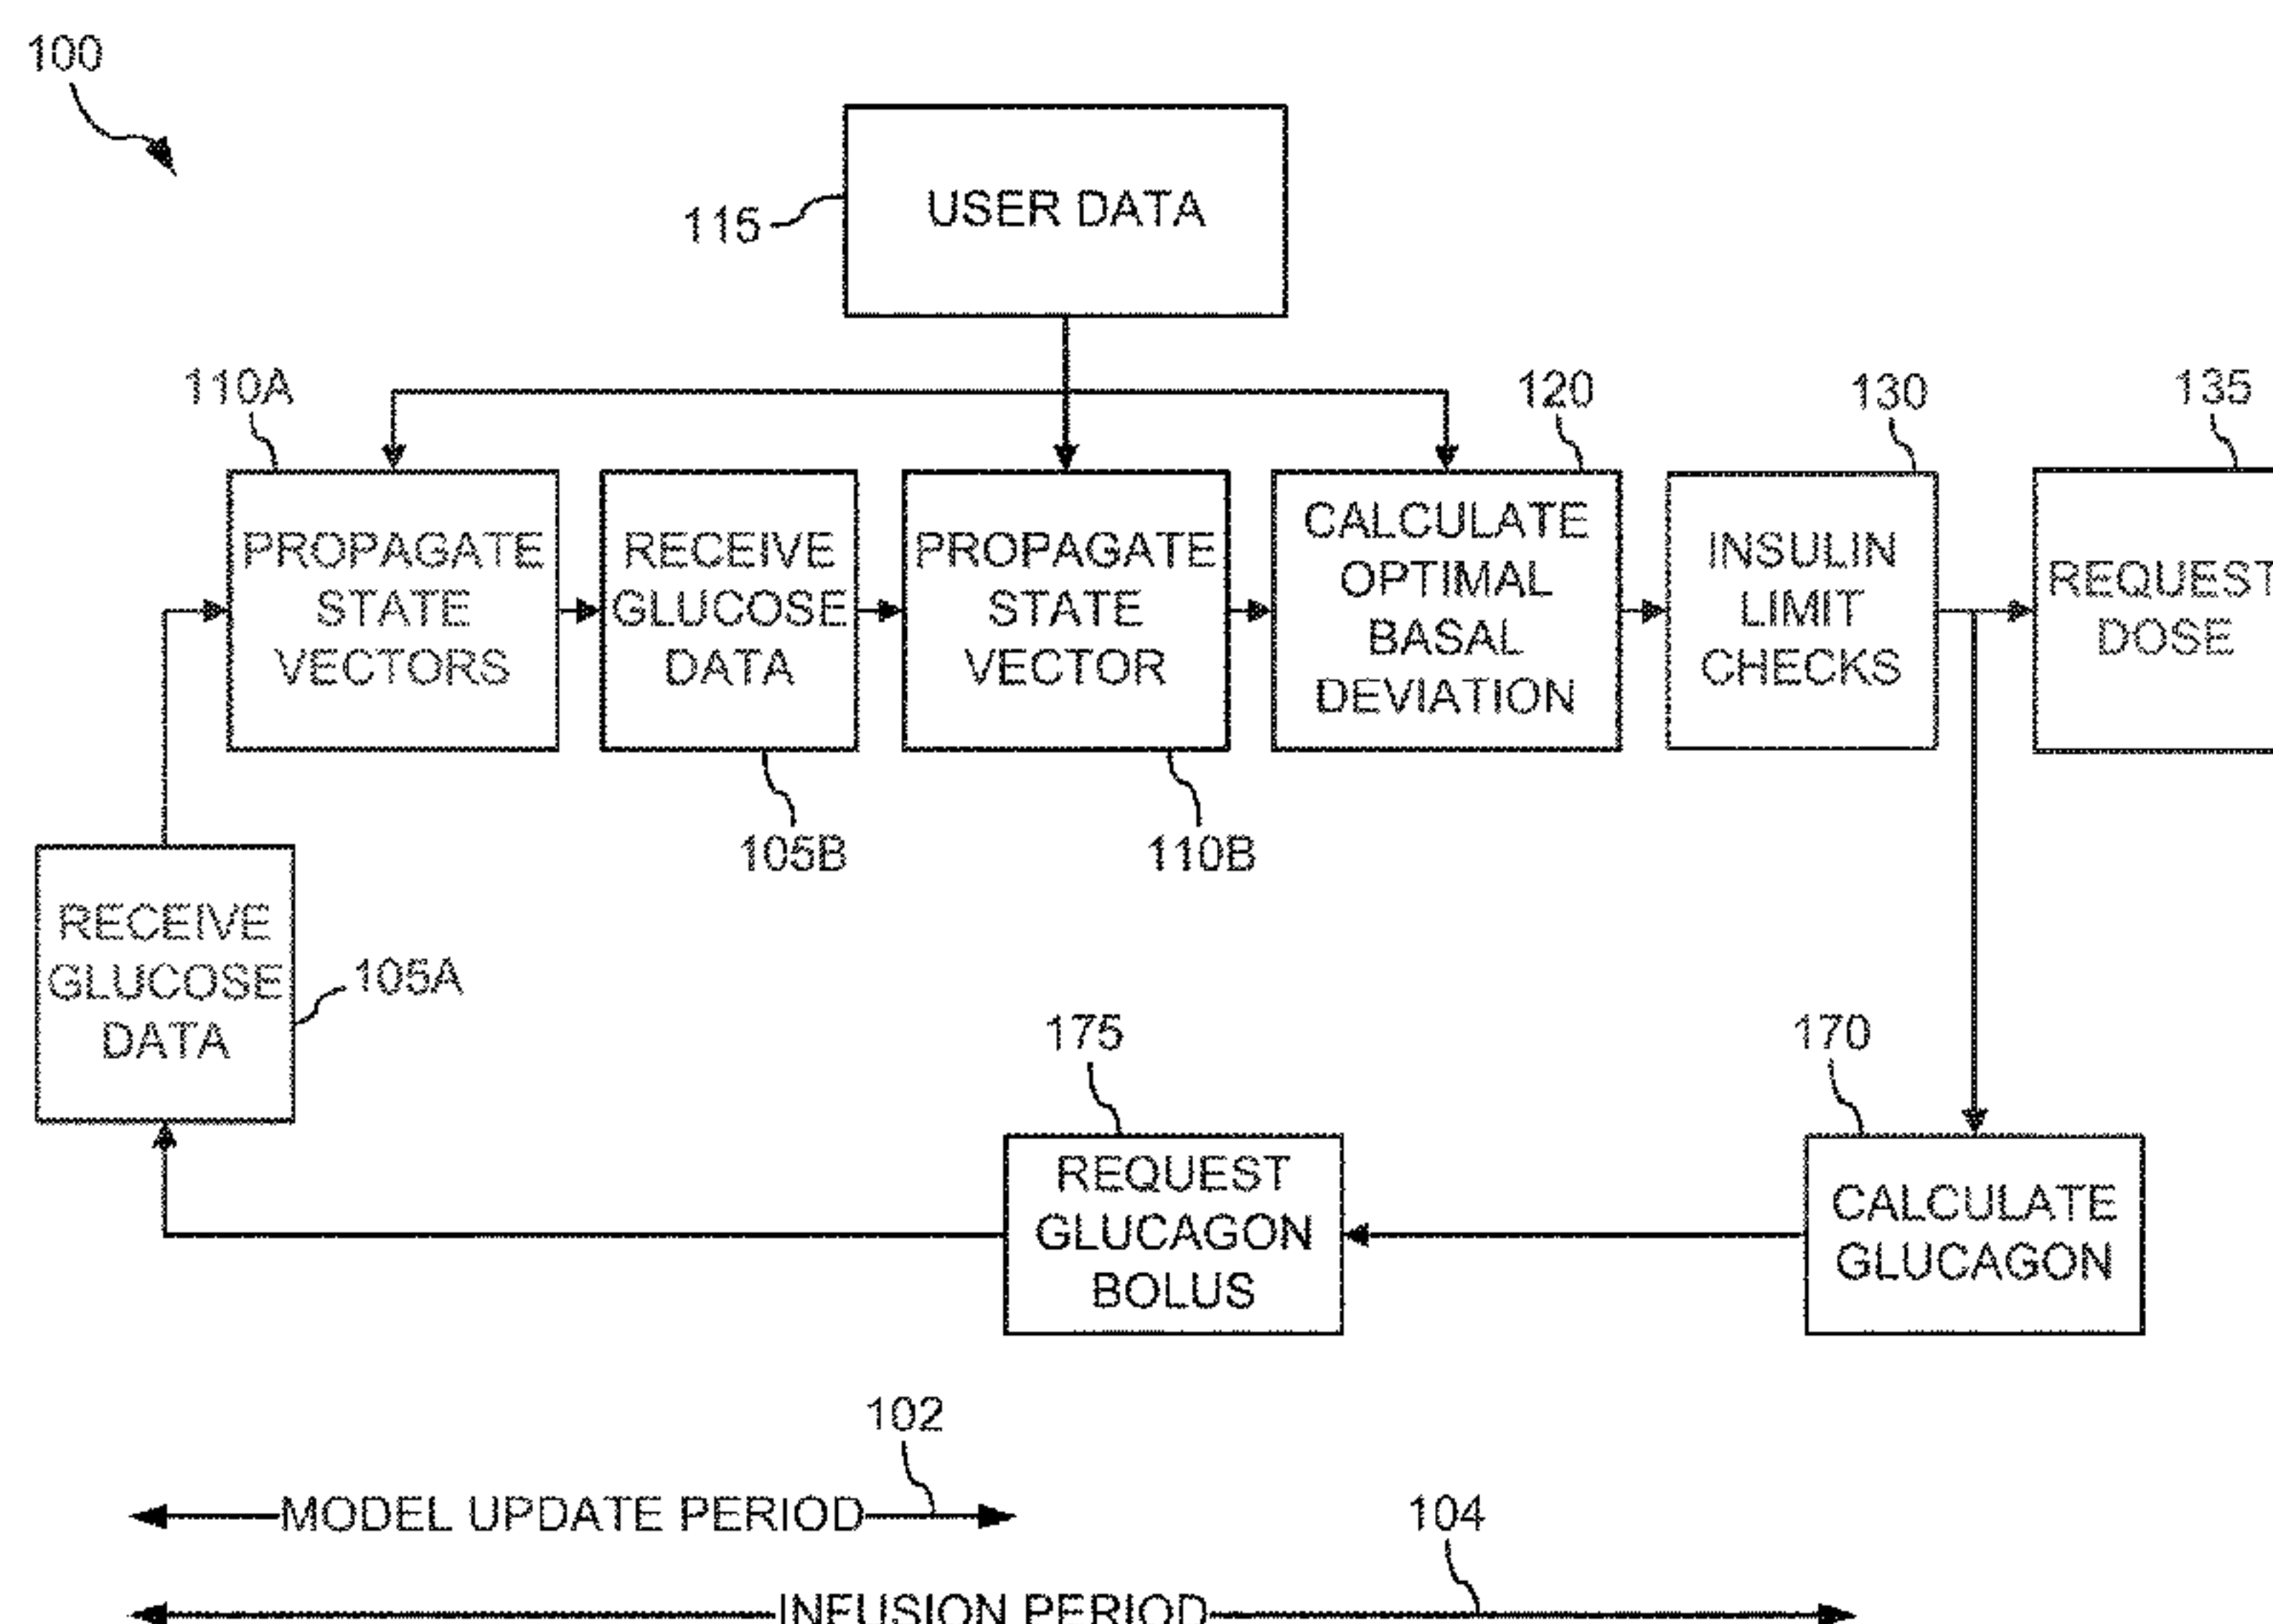 100
USER DATA
115
110A
120
130
135
PROPAGATE
STATE
VECTORS
RECEIVE
GLUCOSE
DATA
PROPAGATE
STATE
VECTOR
CALCULATE
OPTIMAL
BASAL
DEVIATION
INSULIN
LIMIT
CHECKS
REQUEST
DOSE
105B
110B
RECEIVE
GLUCOSE
DATA
105A
175
170
REQUEST
GLUCAGON
BOLUS
CALCULATE
GLUCAGON
102
MODEL UPDATE PERIOD
104
INFUSION PERIOD